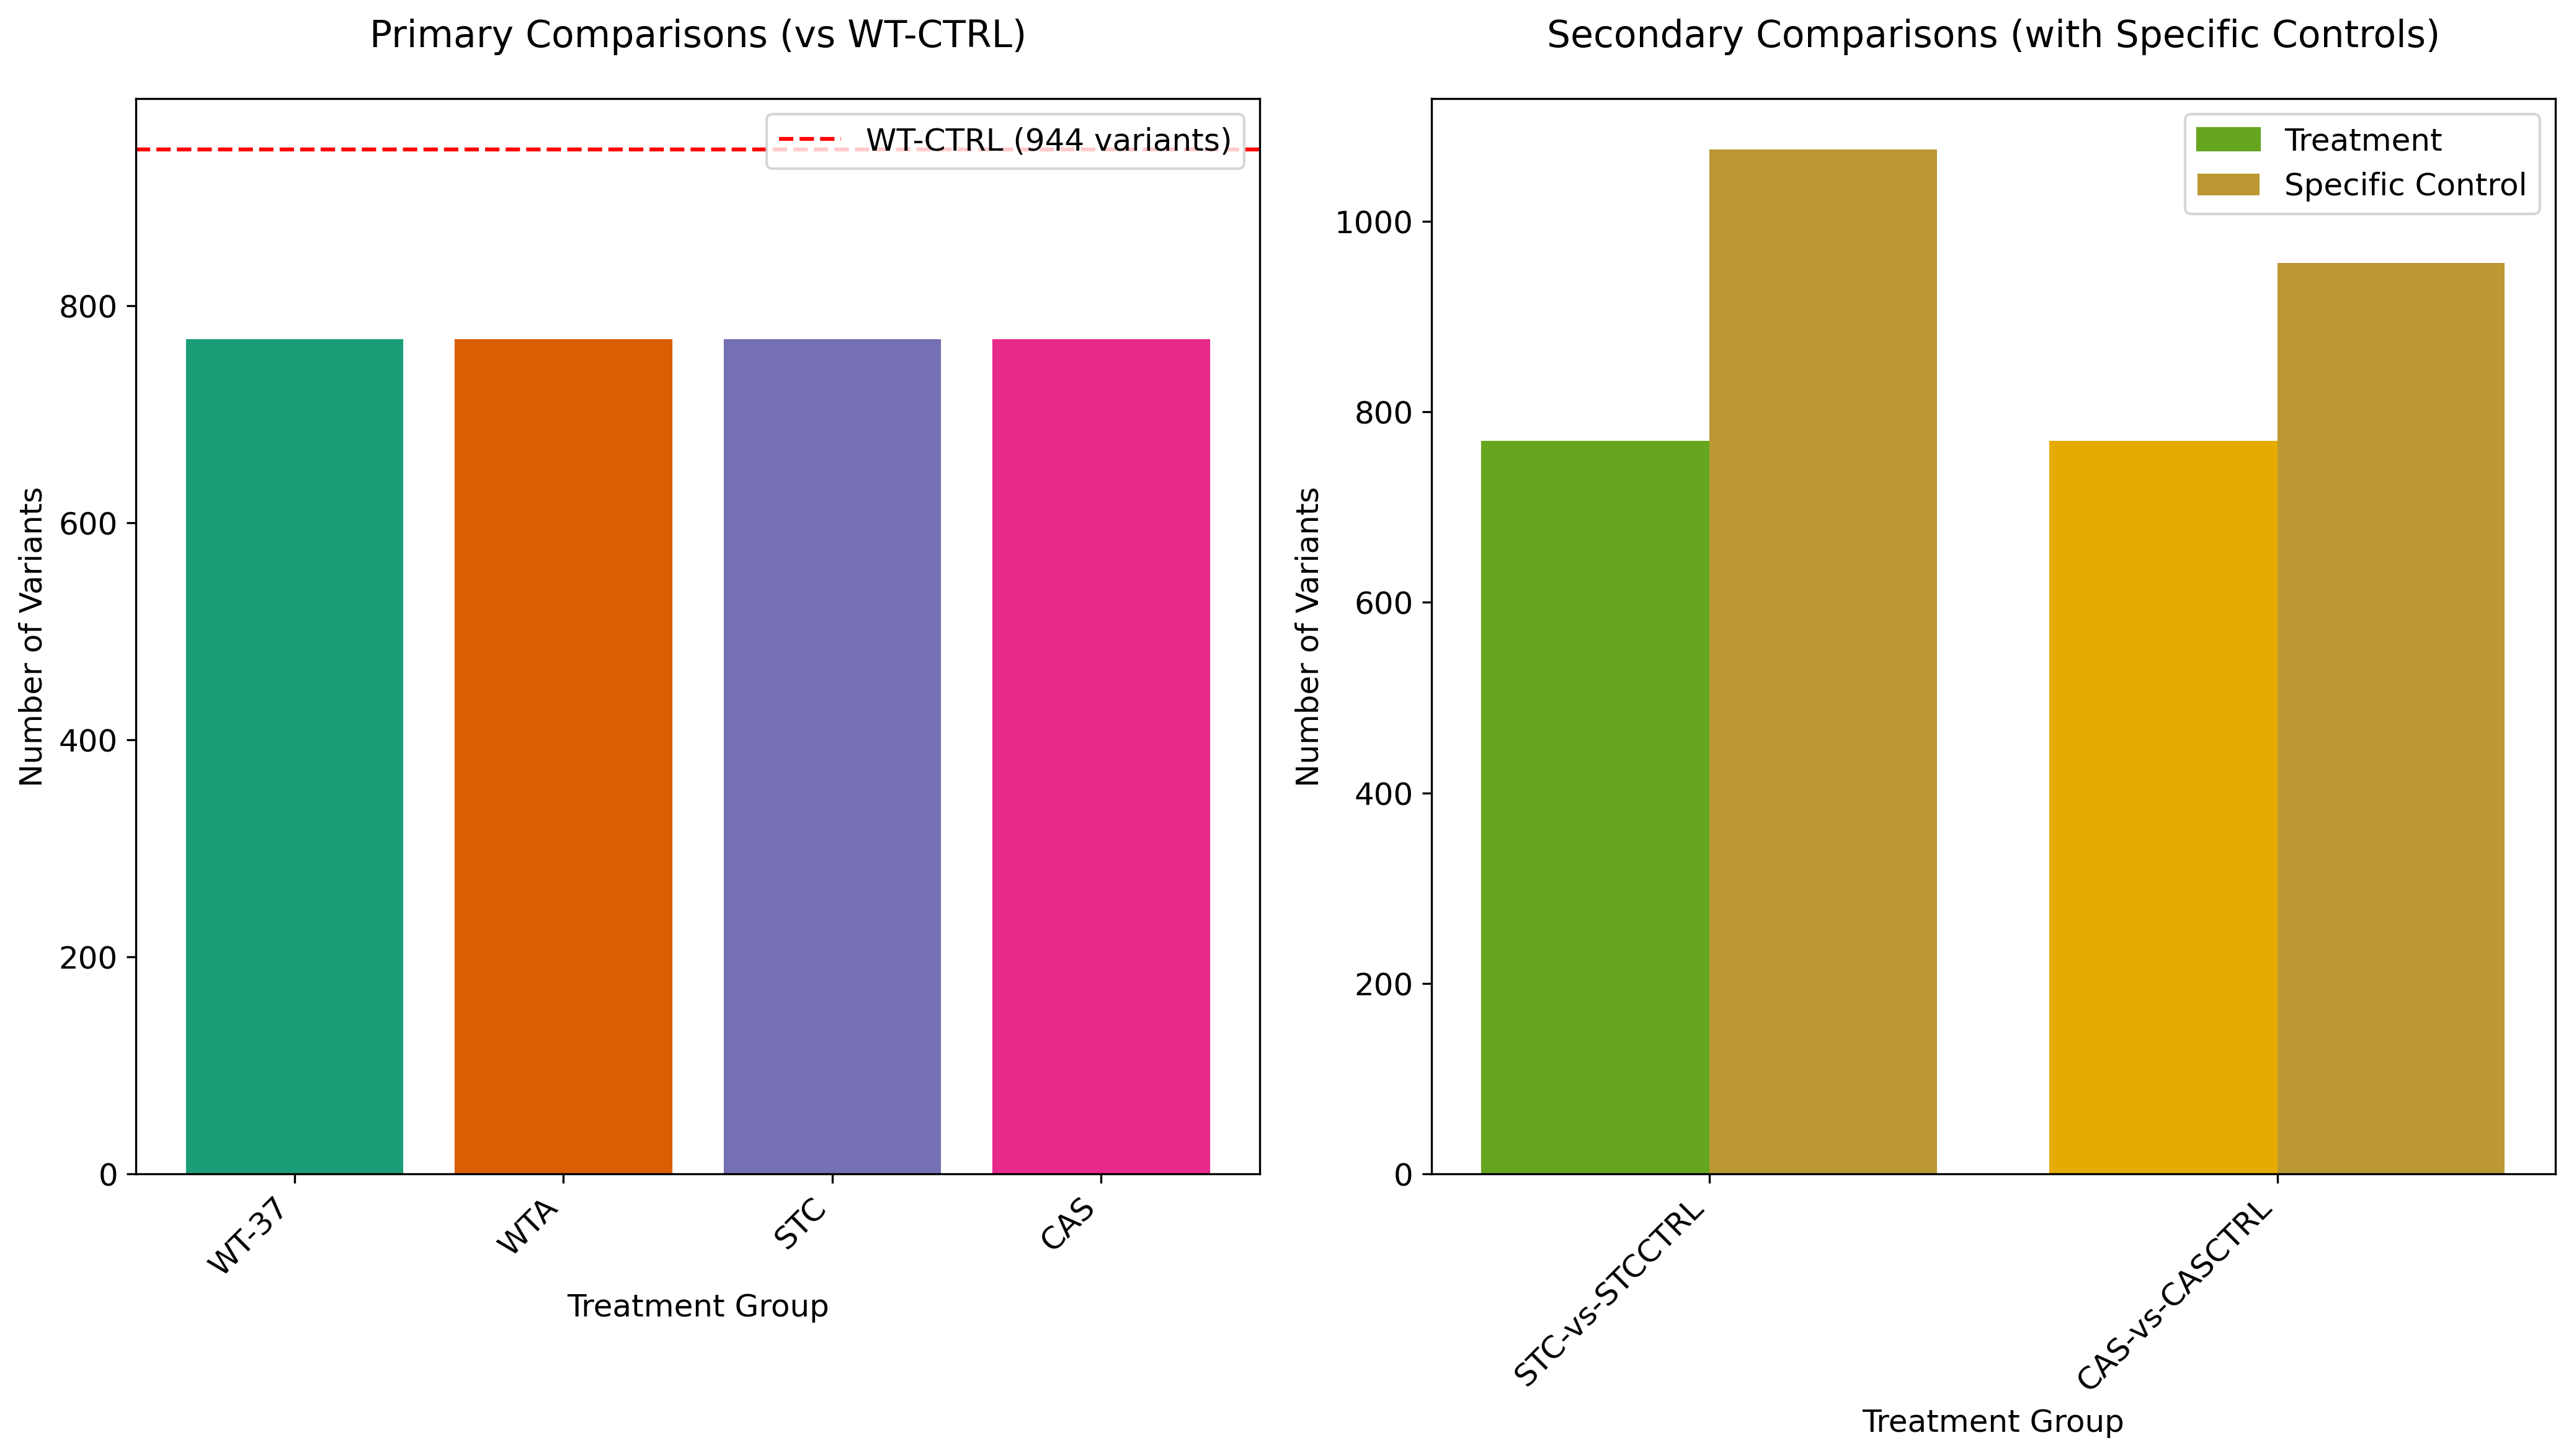 Primary Comparisons (vs WT-CTRL)
WT-CTRL (944 variants)
Number of Variants
800
600
400
200
0
WT-37
WTA
STC
CAS
Treatment Group
Secondary Comparisons (with Specific Controls)
Treatment
Specific Control
Number of Variants
1000
800
600
400
200
0
STC-vs-STCCTRL
CAS-vs-CASCTRL
Treatment Group